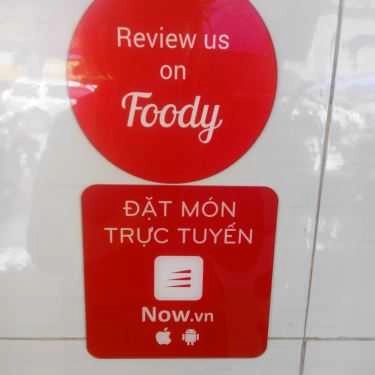 Review us
on
Foody
ĐẶT MÓN
TRỰC TUYẾN
Now.vn